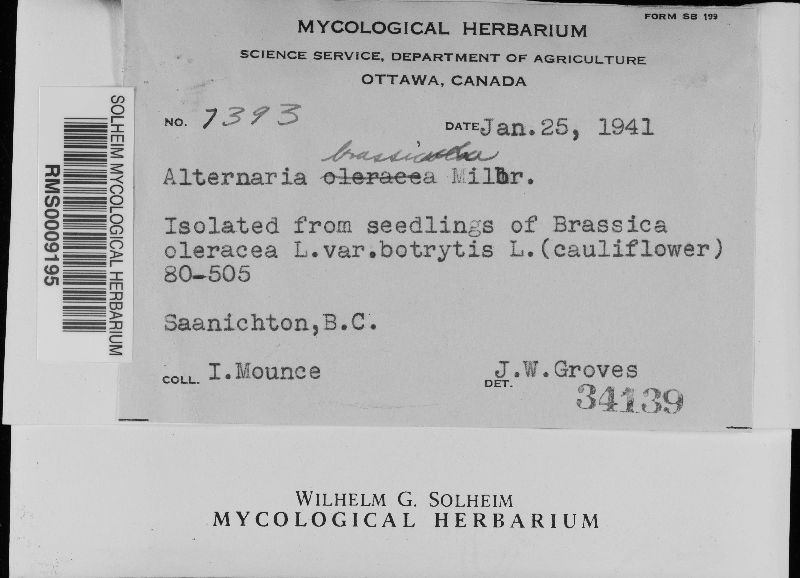 FORM SB 199
MYCOLOGICAL HERBARIUM
SCIENCE SERVICE, DEPARTMENT OF AGRICULTURE
OTTAWA, CANADA
NO. 7393
DATE Jan.25, 1941
brassicola
Alternaria oleracea Milbr.
Isolated from seedlings of Brassica
oleracea L.var.botrytis L.(cauliflower)
80-505
Saanichton,B.C.
COLL. I.Mounce
DET. J.W.Groves
34139
SOLHEIM MYCOLOGICAL HERBARIUM
RMS0009195
WILHELM G. SOLHEIM
MYCOLOGICAL HERBARIUM